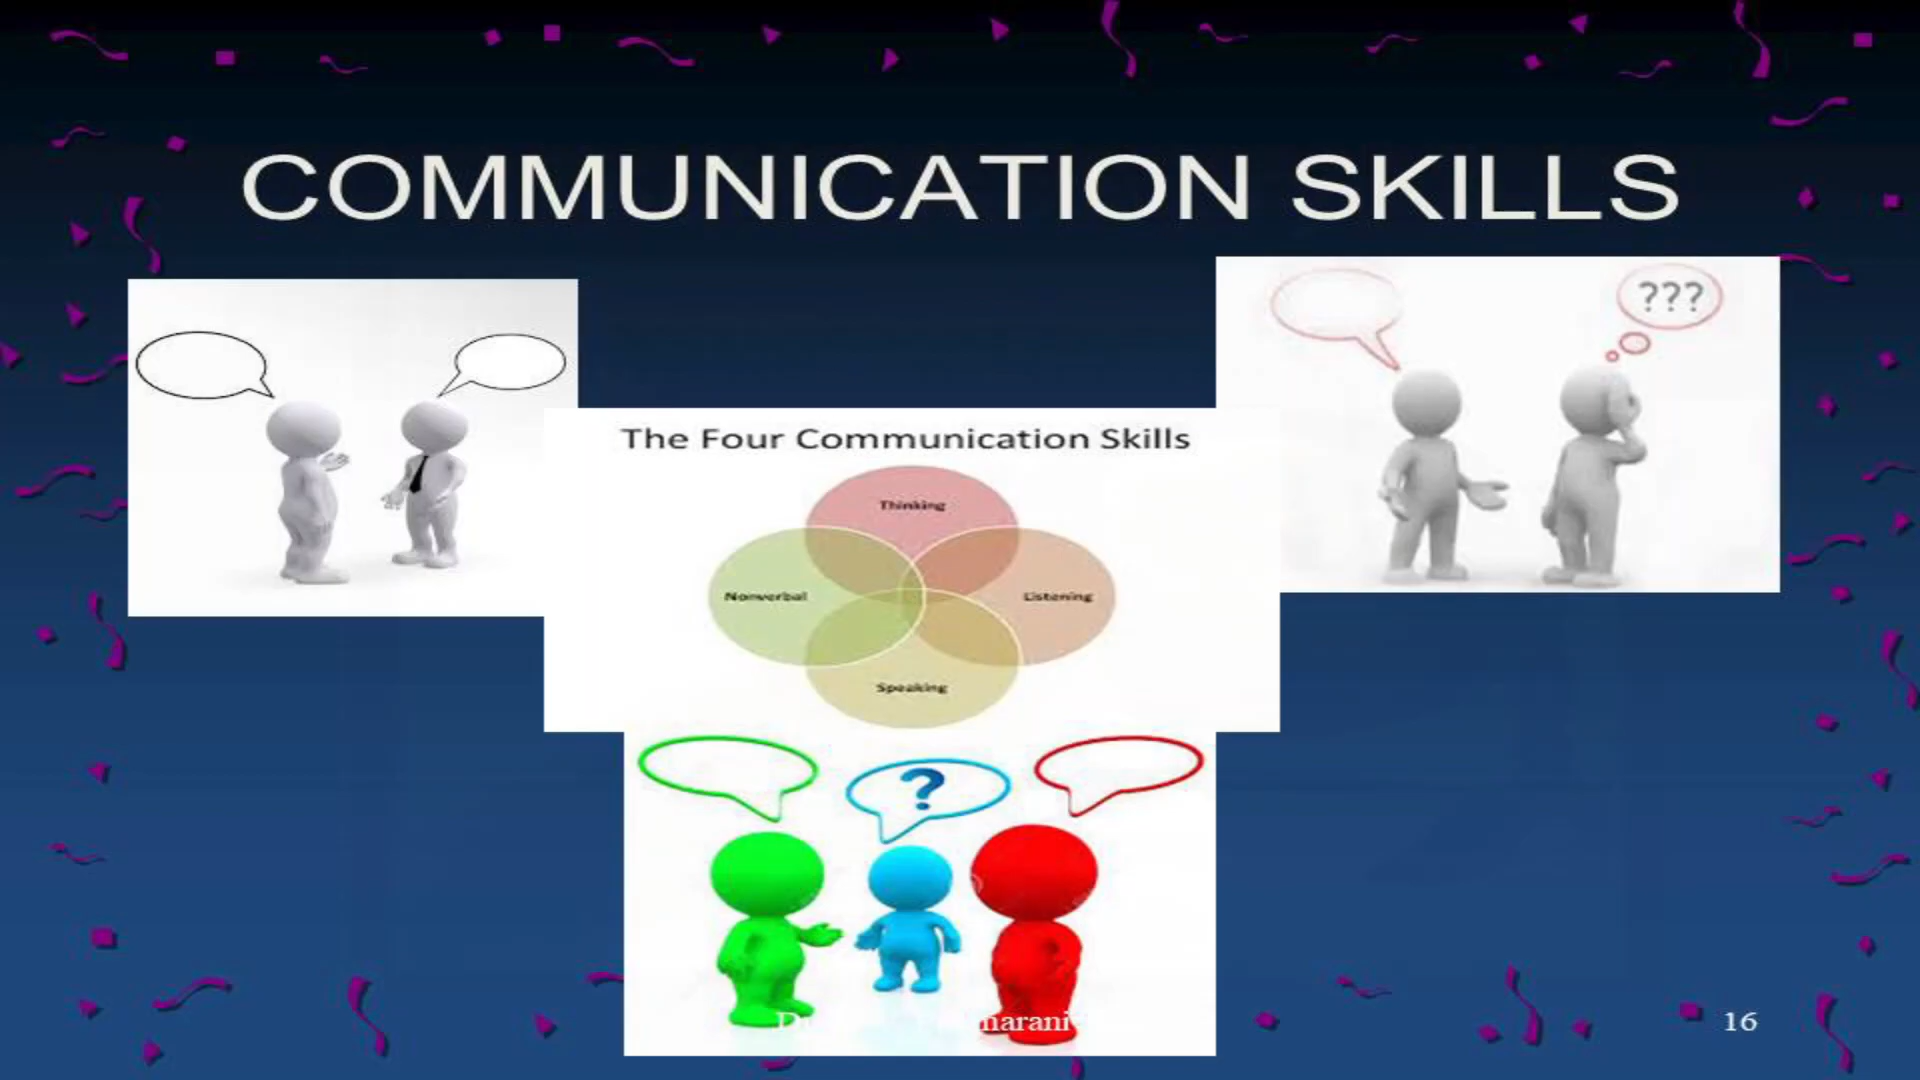 COMMUNICATION SKILLS
???
The Four Communication Skills
Thinking
Nonverbal
Listening
Speaking
?
16